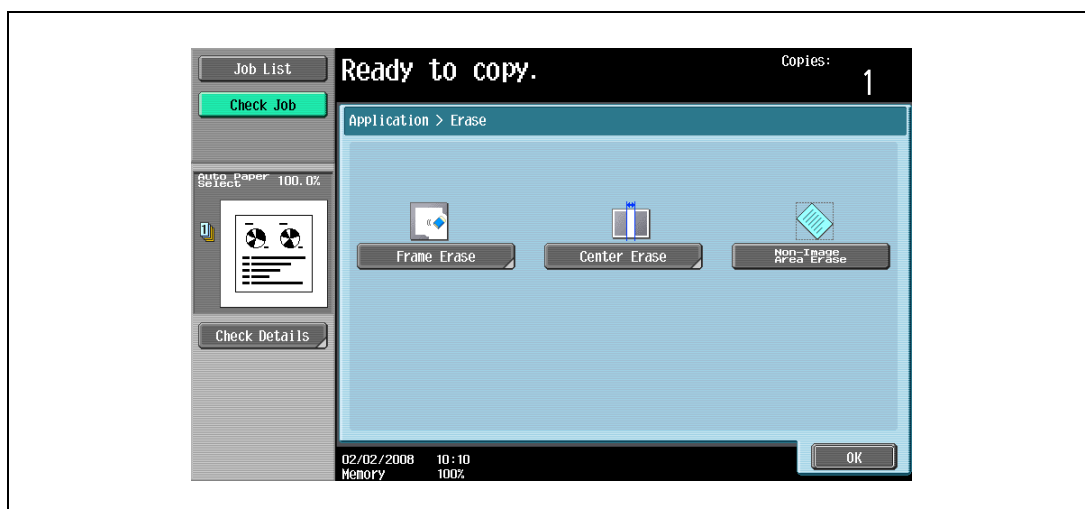 Job List
Check Job
Auto Paper
Select 100.0%
1
Check Details
Ready to copy.
Copies:
1
Application > Erase
Frame Erase
Center Erase
Non-Image
Area Erase
02/02/2008 10:10
Memory 100%
OK